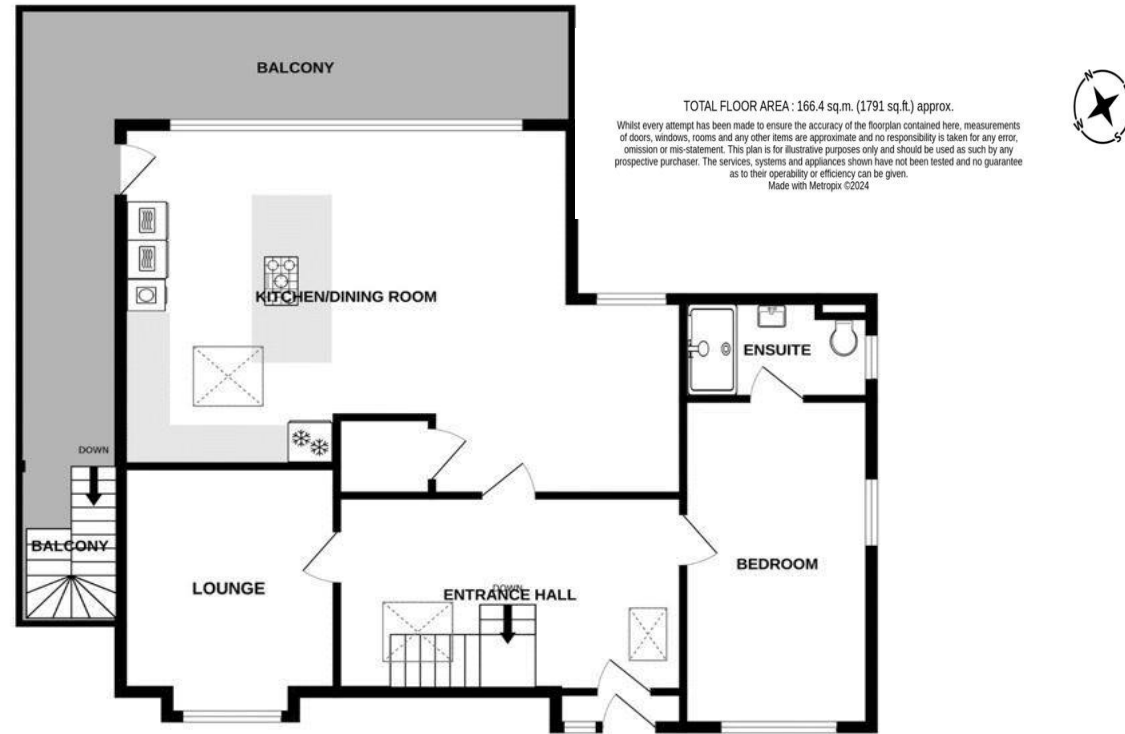 BALCONY
TOTAL FLOOR AREA : 166.4 sq.m. (1791 sq.ft.) approx.
Whilst every attempt has been made to ensure the accuracy of the floorplan contained here, measurements
of doors, windows, rooms and any other items are approximate and no responsibility is taken for any error,
omission or mis-statement. This plan is for illustrative purposes only and should be used as such by any
prospective purchaser. The services, systems and appliances shown have not been tested and no guarantee
as to their operability or efficiency can be given.
Made with Metropix ©2024
N
W
S
KITCHEN/DINING ROOM
ENSUITE
DOWN
BALCONY
LOUNGE
DOWN
ENTRANCE HALL
BEDROOM